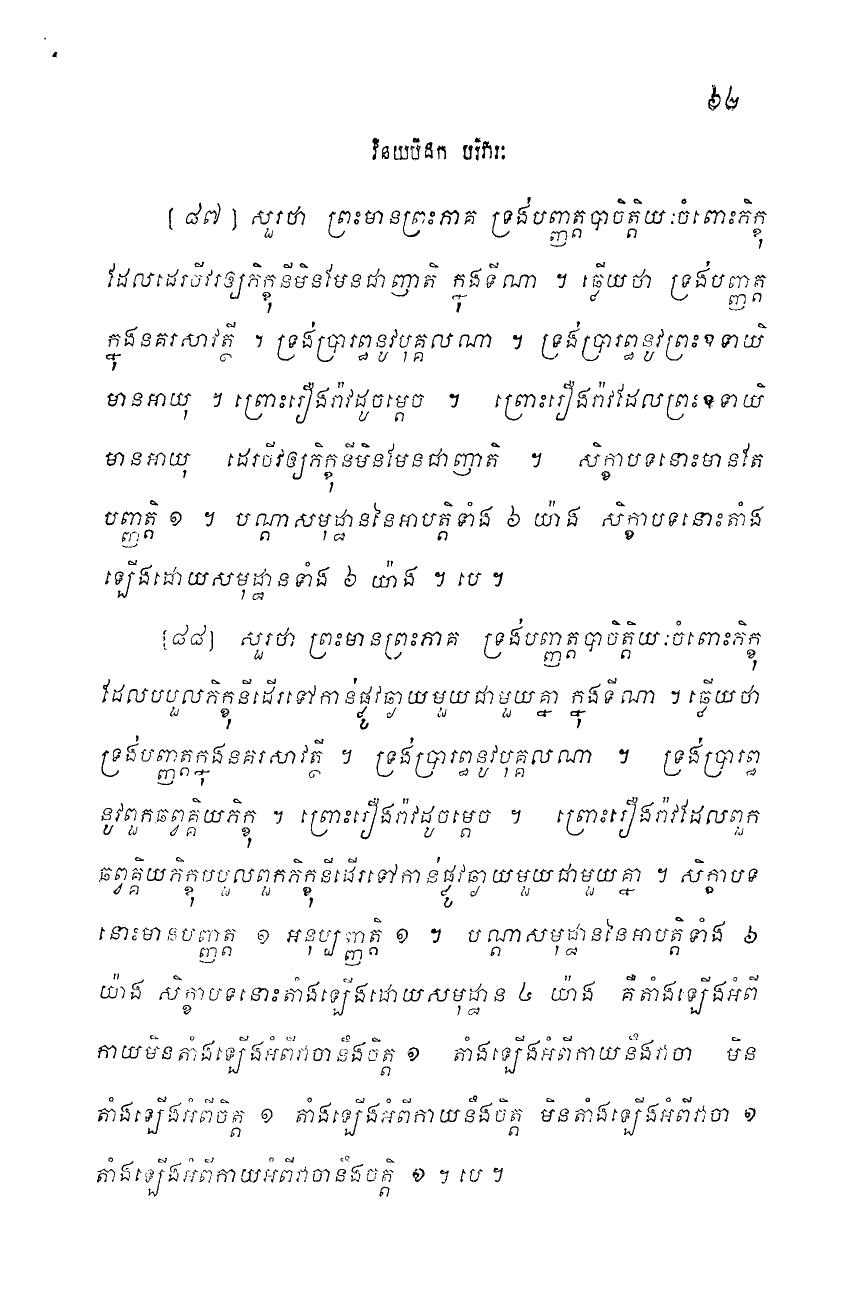 ៦២
វិនយបិដក បរិវារៈ
[ ៨៧ ] សួរថា ព្រះមានព្រះភាគ ទ្រង់បញ្ញត្តបាចិត្តិយៈចំពោះភិក្ខុ
ដែលដេរចីវរឲ្យភិក្ខុនីមិនមែនជាញាតិ ក្នុងទីណា ។ ឆ្លើយថា ទ្រង់បញ្ញត្ត
ក្នុងនគរសាវត្ថី ។ ទ្រង់ប្រារព្ធនូវបុគ្គលណា ។ ទ្រង់ប្រារព្ធនូវព្រះឧទាយិ
មានអាយុ ។ ព្រោះរឿងរ៉ាវដូចម្តេច ។ ព្រោះរឿងរ៉ាវដែលព្រះឧទាយិ
មានអាយុ ដេរចីវឲ្យភិក្ខុនីមិនមែនជាញាតិ ។ សិក្ខាបទនោះមានតែ
បញ្ញត្តិ ១ ។ បណ្តាសមុដ្ឋាននៃអាបត្តិទាំង ៦ យ៉ាង សិក្ខាបទនោះតាំង
ឡើងដោយសមុដ្ឋានទាំង ៦ យ៉ាង ។ បេ ។
[៨៨] សួរថា ព្រះមានព្រះភាគ ទ្រង់បញ្ញត្តបាចិត្តិយៈចំពោះភិក្ខុ
ដែលបបួលភិក្ខុនីដើរទៅកាន់ផ្លូវឆ្ងាយមួយជាមួយគ្នា ក្នុងទីណា ។ ឆ្លើយថា
ទ្រង់បញ្ញត្តក្នុងនគរសាវត្ថី ។ ទ្រង់ប្រារព្ធនូវបុគ្គលណា ។ ទ្រង់ប្រារព្ធ
នូវពួកឆព្វគ្គិយភិក្ខុ ។ ព្រោះរឿងរ៉ាវដូចម្តេច ។ ព្រោះរឿងរ៉ាវដែលពួក
ឆព្វគ្គិយភិក្ខុបបួលពួកភិក្ខុនីដើរទៅកាន់ផ្លូវឆ្ងាយមួយជាមួយគ្នា ។ សិក្ខាបទ
នោះមានបញ្ញត្ត ១ អនុប្បញ្ញត្តិ ១ ។ បណ្តាសមុដ្ឋាននៃអាបត្តិទាំង ៦
យ៉ាង សិក្ខាបទនោះតាំងឡើងដោយសមុដ្ឋាន ៤ យ៉ាង គឺតាំងឡើងអំពី
កាយមិនតាំងឡើងអំពីវាចានឹងចិត្ត ១ តាំងឡើងអំពីកាយនឹងវាចា មិន
តាំងឡើងអំពីចិត្ត ១ តាំងឡើងអំពីកាយនឹងចិត្ត មិនតាំងឡើងអំពីវាចា ១
តាំងឡើងអំពីកាយអំពីវាចានឹងចត្តិ ១ ។ បេ ។